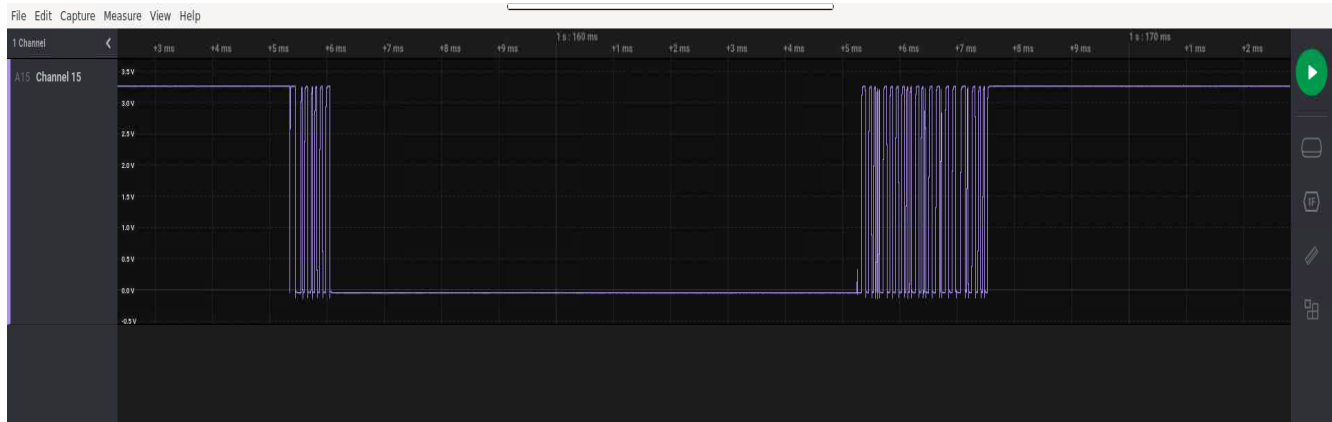 File Edit Capture Measure View Help
1 Channel
+3 ms +4 ms +5 ms +6 ms +7 ms +8 ms +9 ms 1 s : 160 ms +1 ms +2 ms +3 ms +4 ms +5 ms +6 ms +7 ms +8 ms +9 ms 1 s : 170 ms +1 ms +2 ms
A15 Channel 15
3.5 V
3.0 V
2.5 V
2.0 V
1.5 V
1.0 V
0.5 V
0.0 V
-0.5 V
1F